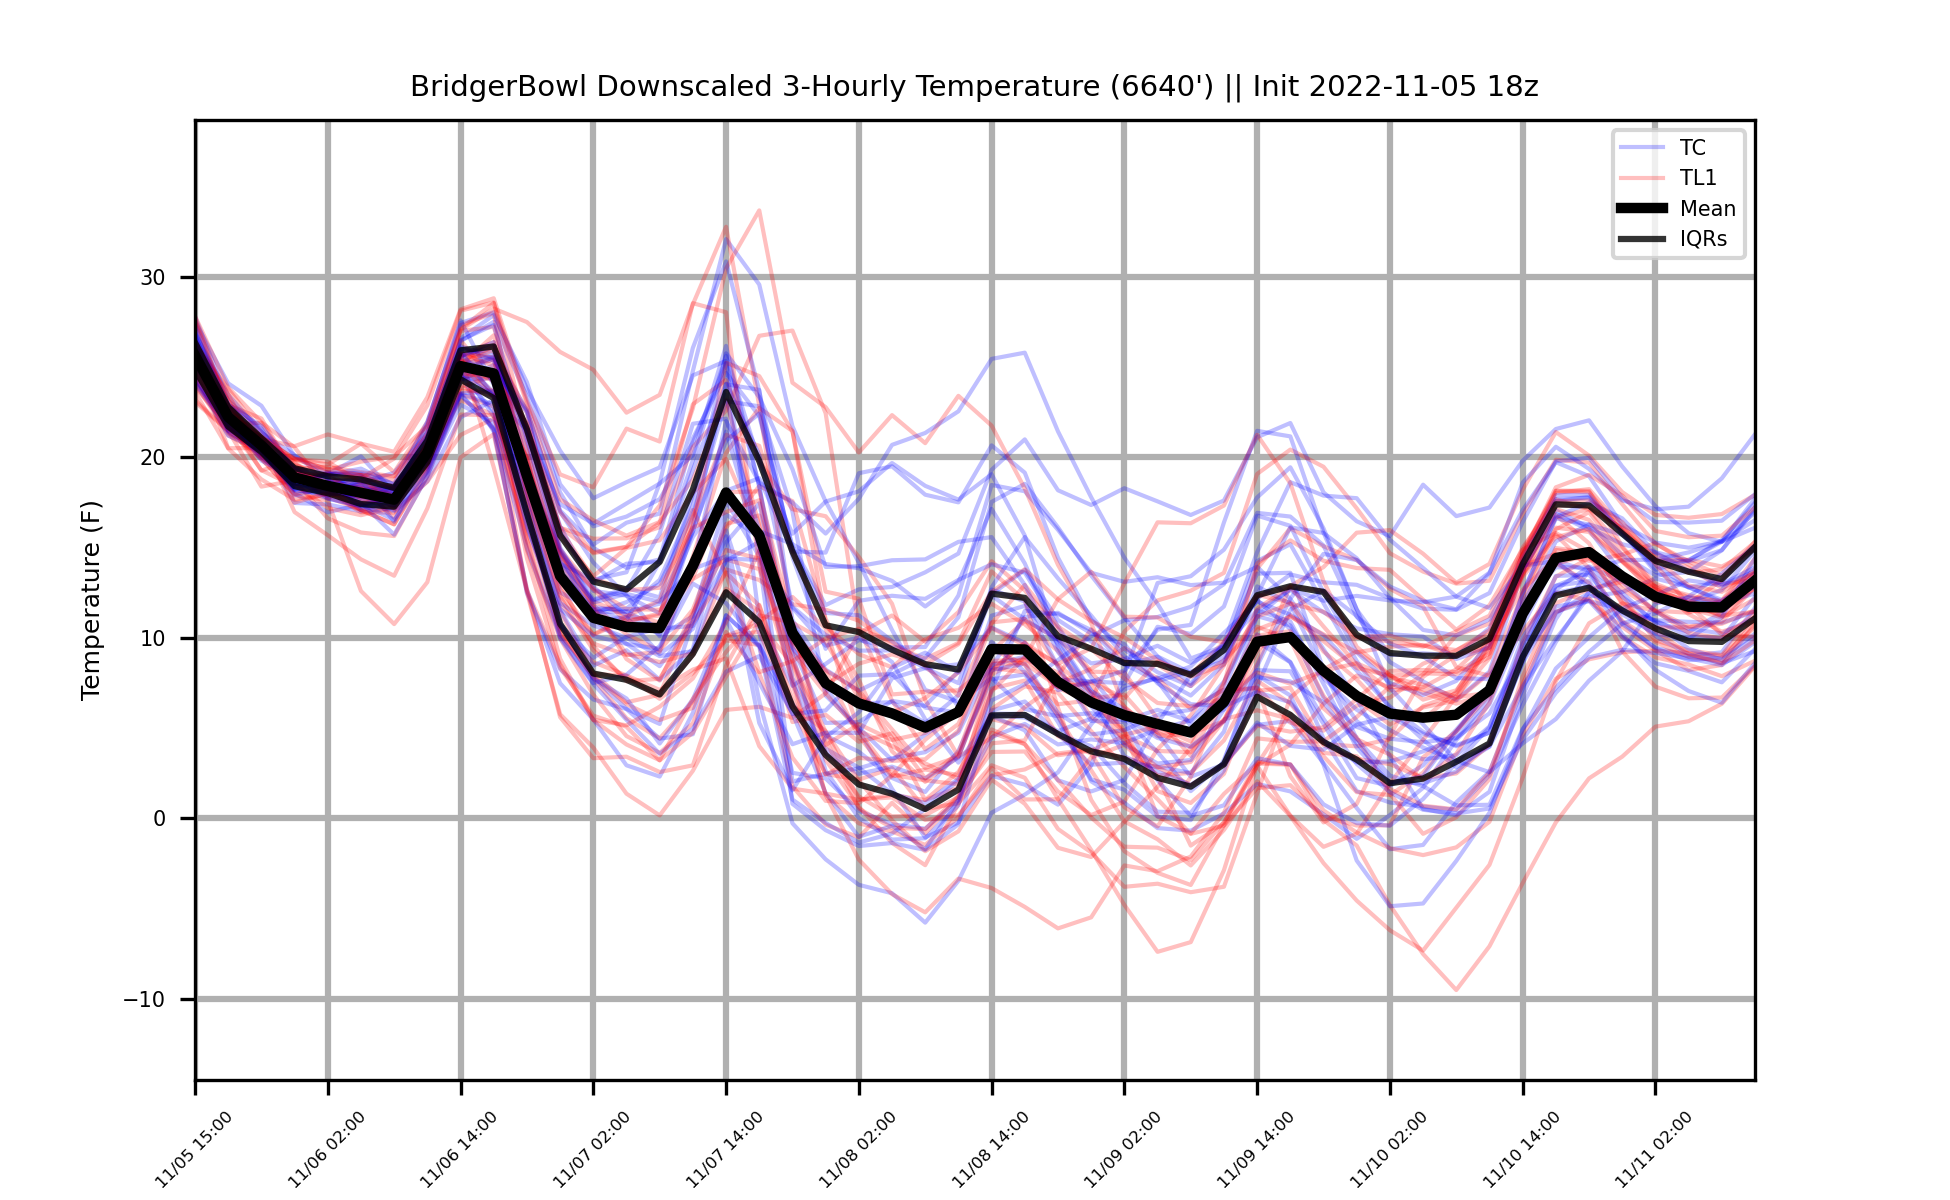 BridgerBowl Downscaled 3-Hourly Temperature (6640') || Init 2022-11-05 18z
TC
TL1
Mean
IQRs
Temperature (F)
30
20
10
0
−10
11/05 15:00
11/06 02:00
11/06 14:00
11/07 02:00
11/07 14:00
11/08 02:00
11/08 14:00
11/09 02:00
11/09 14:00
11/10 02:00
11/10 14:00
11/11 02:00